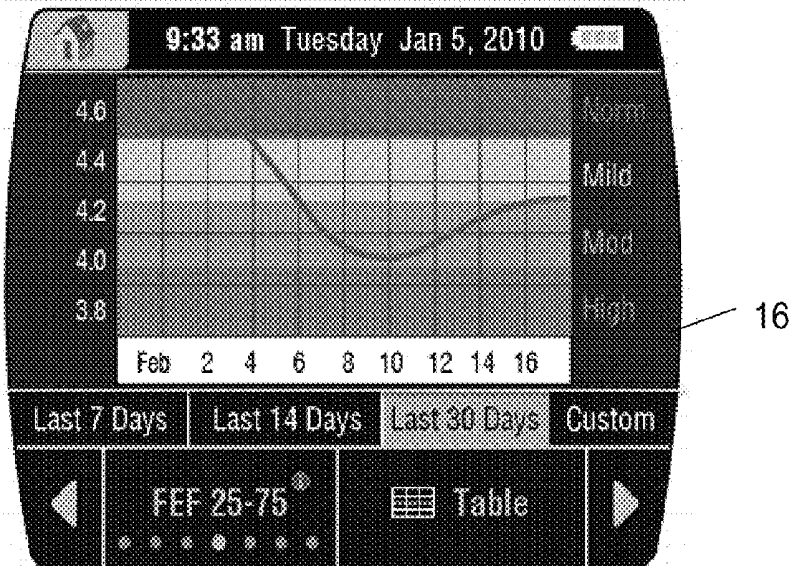 9:33 am Tuesday Jan 5, 2010
4.6 Norm
4.4 Mild
4.2 Mod
4.0
3.8 High
Feb 2 4 6 8 10 12 14 16
16
Last 7 Days Last 14 Days Last 30 Days Custom
FEF 25-75 Table